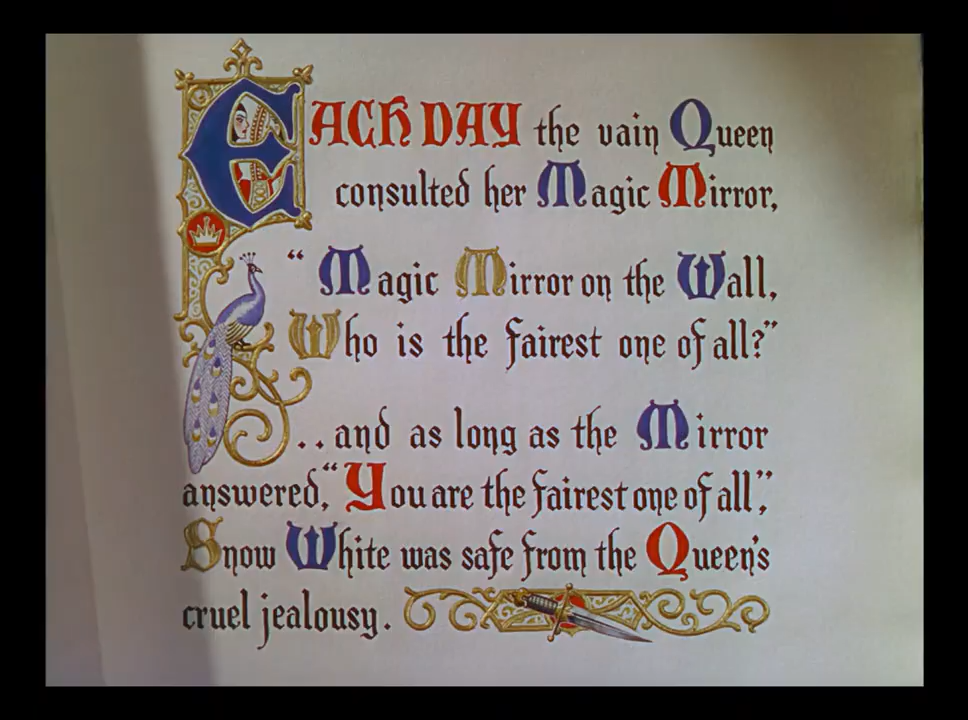 EACH DAY the vain Queen
consulted her Magic Mirror,
“Magic Mirror on the Wall,
Who is the fairest one of all?”
..and as long as the Mirror
answered, “You are the fairest one of all,”
Snow White was safe from the Queen's
cruel jealousy.